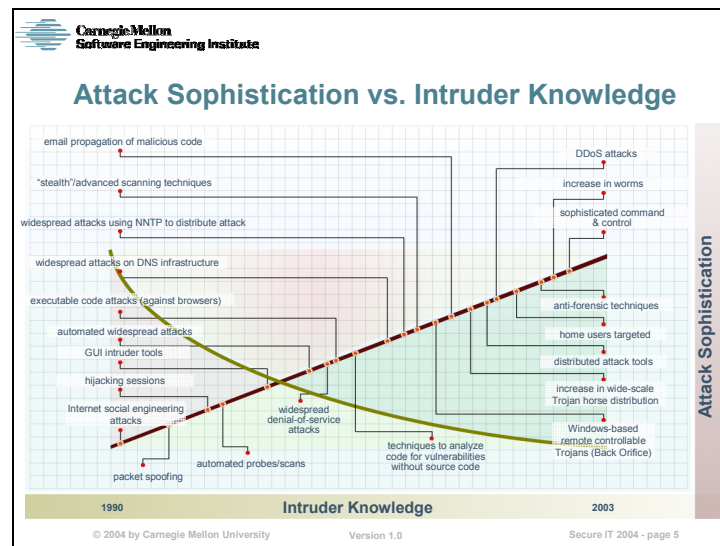 Carnegie Mellon
Software Engineering Institute
Attack Sophistication vs. Intruder Knowledge
email propagation of malicious code
"stealth"/advanced scanning techniques
widespread attacks using NNTP to distribute attack
widespread attacks on DNS infrastructure
executable code attacks (against browsers)
automated widespread attacks
GUI intruder tools
hijacking sessions
Internet social engineering
attacks
packet spoofing
automated probes/scans
widespread
denial-of-service
attacks
techniques to analyze
code for vulnerabilities
without source code
DDoS attacks
increase in worms
sophisticated command
& control
anti-forensic techniques
home users targeted
distributed attack tools
increase in wide-scale
Trojan horse distribution
Windows-based
remote controllable
Trojans (Back Orifice)
Attack Sophistication
1990
Intruder Knowledge
2003
© 2004 by Carnegie Mellon University
Version 1.0
Secure IT 2004 - page 5